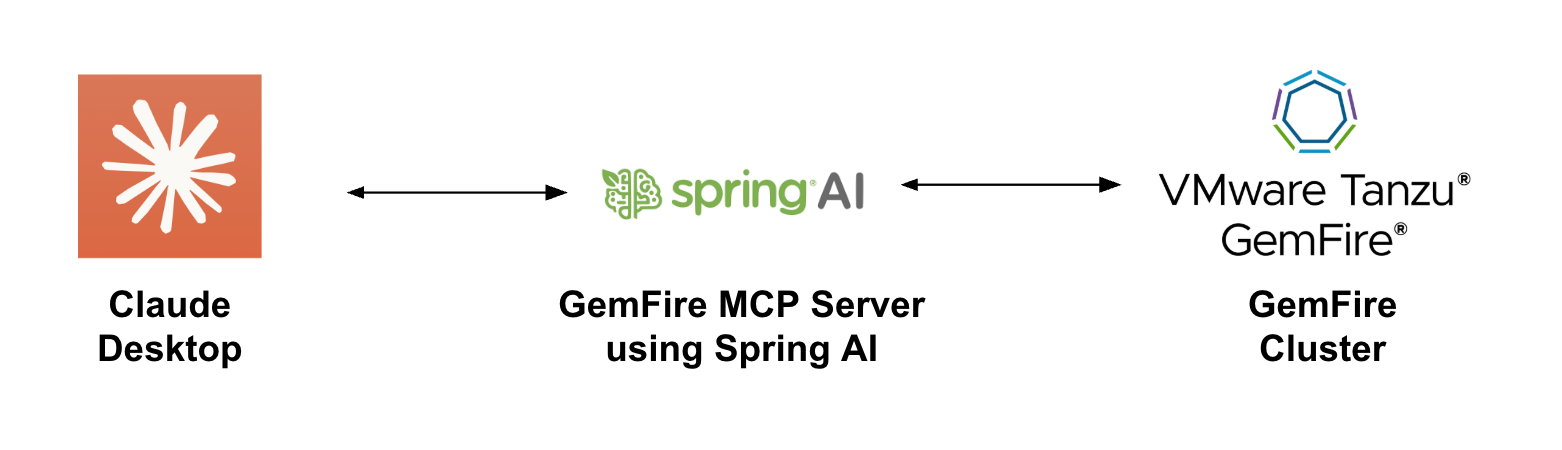 spring® AI
VMware Tanzu®
GemFire®
Claude
Desktop
GemFire MCP Server
using Spring AI
GemFire
Cluster